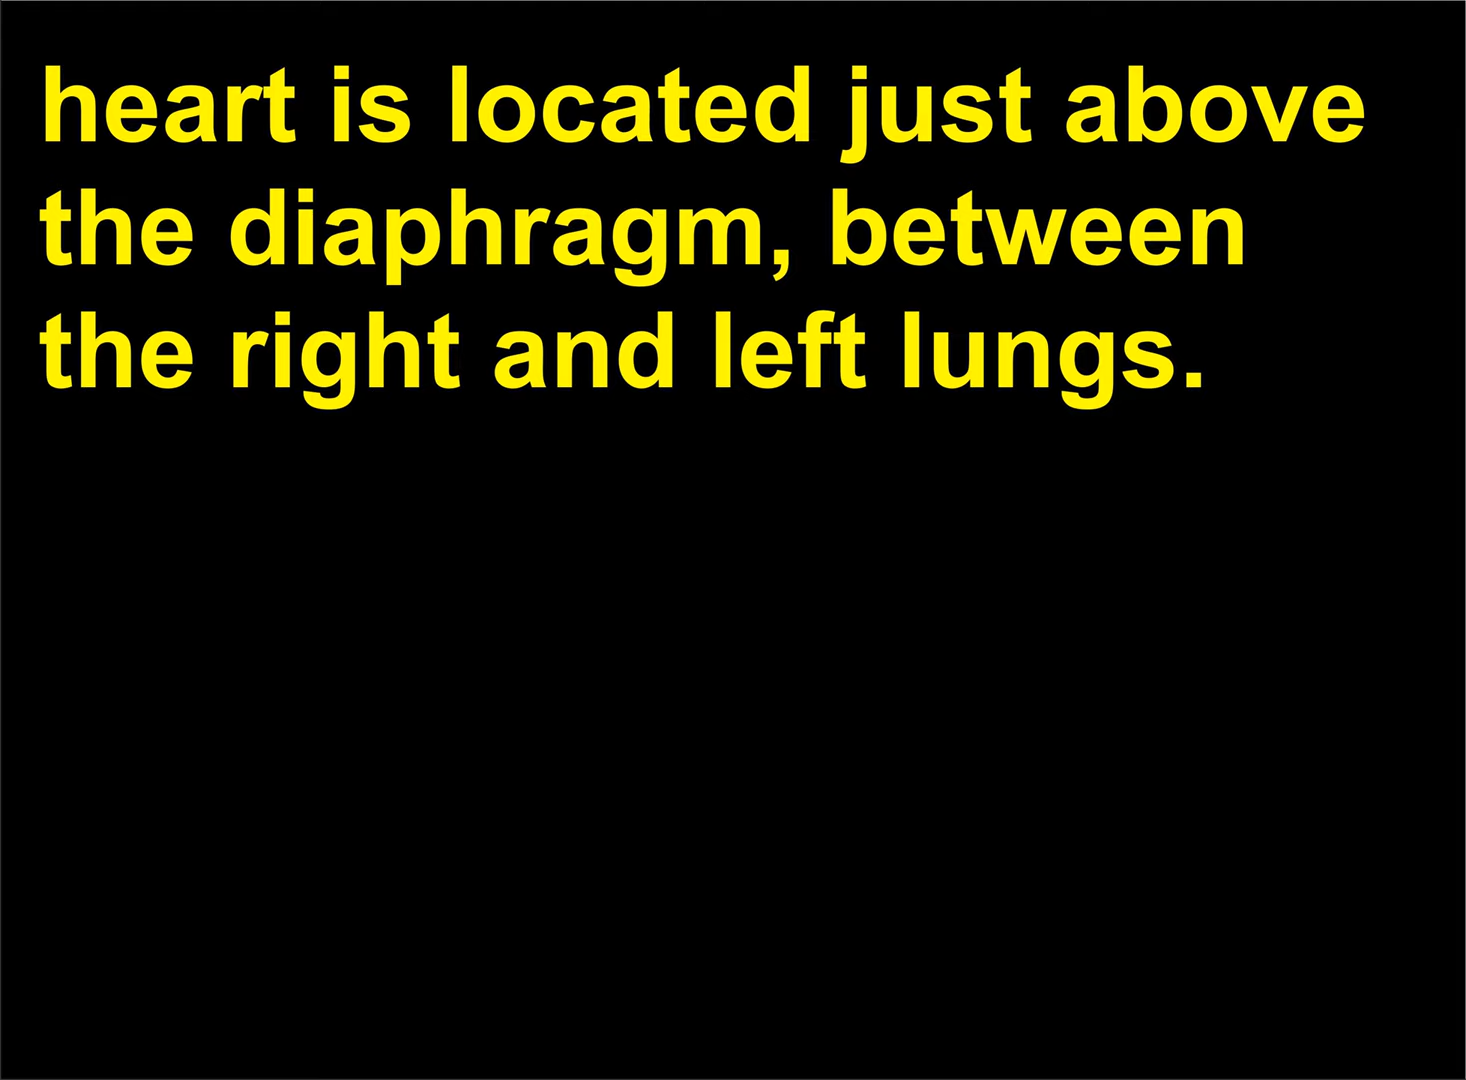 heart is located just above
the diaphragm, between
the right and left lungs.